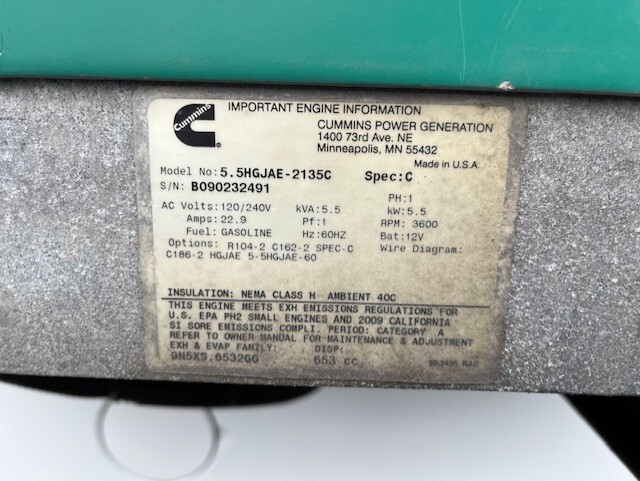 Cummins
IMPORTANT ENGINE INFORMATION
CUMMINS POWER GENERATION
1400 73rd Ave. NE
Minneapolis, MN 55432
Made in U.S.A.
Model No: 5.5HGJAE-2135C Spec: C
S/N: B090232491
PH:1
AC Volts: 120/240V kVA: 5.5 kW: 5.5
Amps: 22.9 Pf: 1 RPM: 3600
Fuel: GASOLINE Hz: 60HZ Bat: 12V
Options: R104-2 C162-2 SPEC-C Wire Diagram:
C186-2 HGJAE 5-5HGJAE-60
INSULATION: NEMA CLASS H AMBIENT 40C
THIS ENGINE MEETS EXH EMISSIONS REGULATIONS FOR
U.S. EPA PH2 SMALL ENGINES AND 2009 CALIFORNIA
SI SORE EMISSIONS COMPLI. PERIOD: CATEGORY A
REFER TO OWNER MANUAL FOR MAINTENANCE & ADJUSTMENT
EXH & EVAP FAMILY: DISP:
9N5XS.6532GG 653 cc